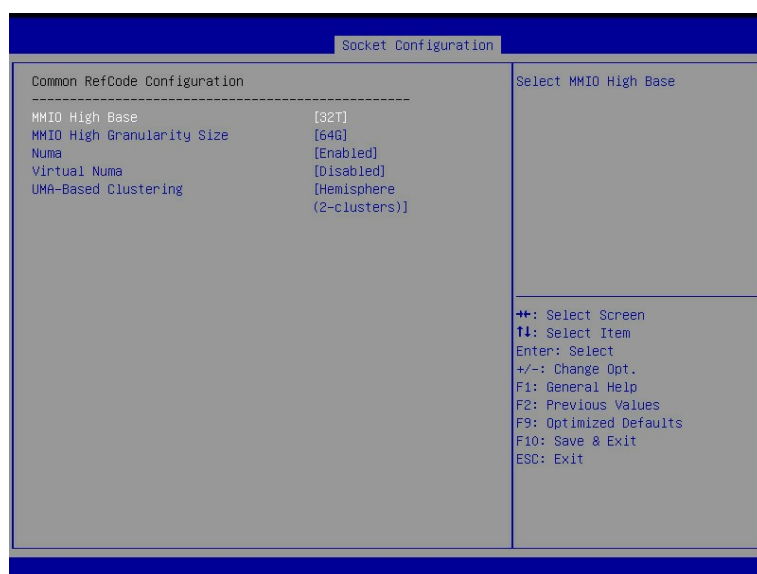 Socket Configuration
Common RefCode Configuration
------------------------------------------------
MMIO High Base [32T]
MMIO High Granularity Size [64G]
Numa [Enabled]
Virtual Numa [Disabled]
UMA-Based Clustering [Hemisphere
(2-clusters)]
Select MMIO High Base
→←: Select Screen
↑↓: Select Item
Enter: Select
+/-: Change Opt.
F1: General Help
F2: Previous Values
F9: Optimized Defaults
F10: Save & Exit
ESC: Exit